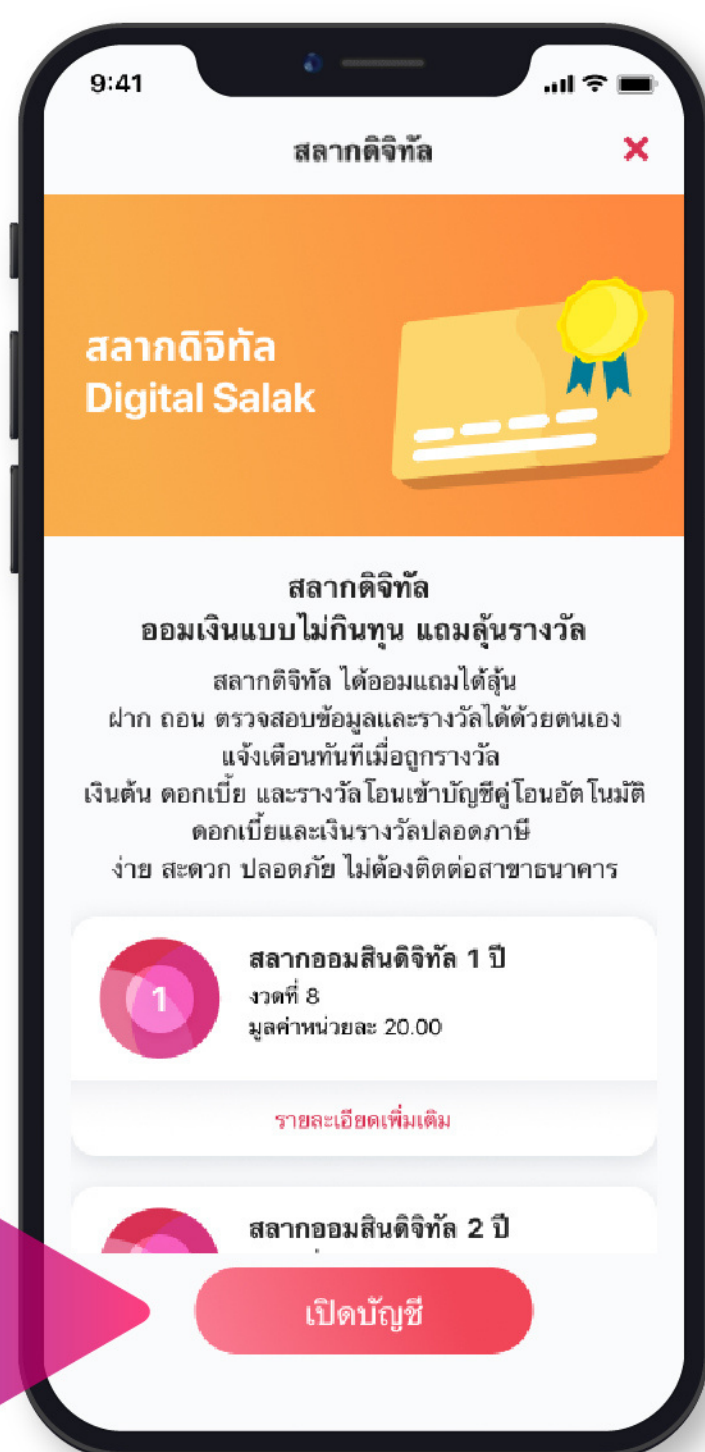 9:41
สลากดิจิทัล
สลากดิจิทัล
Digital Salak
สลากดิจิทัล
ออมเงินแบบไม่กินทุน แถมลุ้นรางวัล
สลากดิจิทัล ได้ออมแถมได้ลุ้น
ฝาก ถอน ตรวจสอบข้อมูลและรางวัลได้ด้วยตนเอง
แจ้งเตือนทันทีเมื่อถูกรางวัล
เงินต้น ดอกเบี้ย และรางวัลโอนเข้าบัญชีคู่โอนอัตโนมัติ
ดอกเบี้ยและเงินรางวัลปลอดภาษี
ง่าย สะดวก ปลอดภัย ไม่ต้องติดต่อสาขาธนาคาร
1
สลากออมสินดิจิทัล 1 ปี
งวดที่ 8
มูลค่าหน่วยละ 20.00
รายละเอียดเพิ่มเติม
สลากออมสินดิจิทัล 2 ปี
เปิดบัญชี